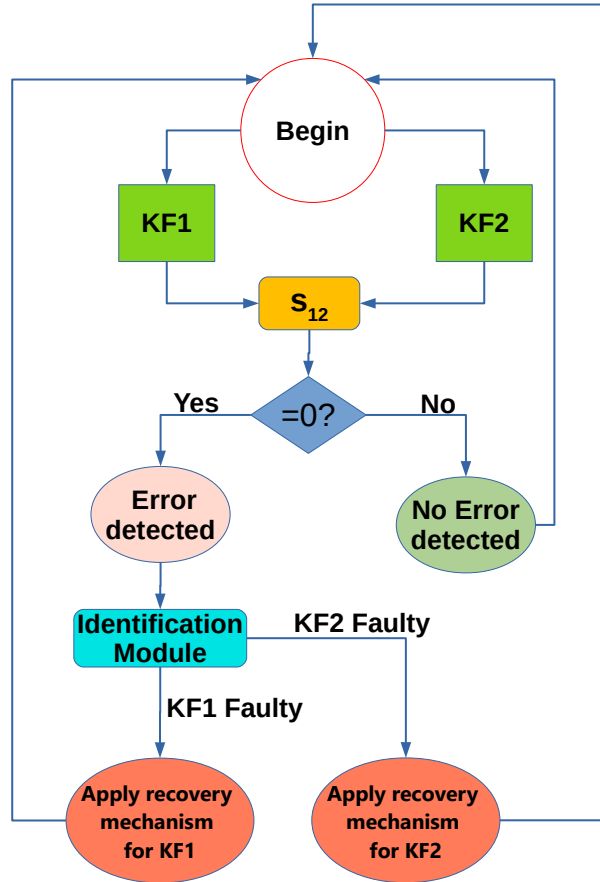 Begin
KF1
KF2
S₁₂
=0?
Yes
No
Error
detected
No Error
detected
Identification
Module
KF2 Faulty
KF1 Faulty
Apply recovery
mechanism
for KF1
Apply recovery
mechanism
for KF2